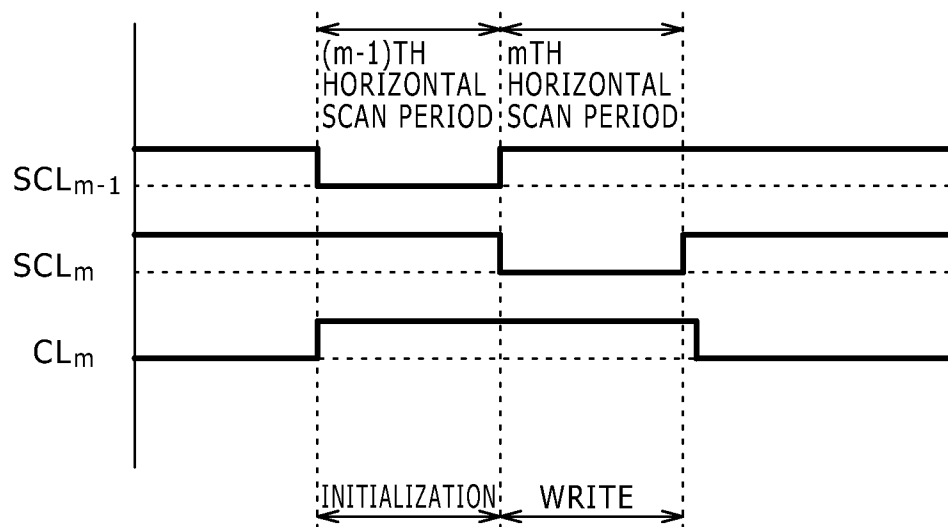 (m-1)TH
HORIZONTAL
SCAN PERIOD
mTH
HORIZONTAL
SCAN PERIOD
SCLm-1
SCLm
CLm
INITIALIZATION
WRITE